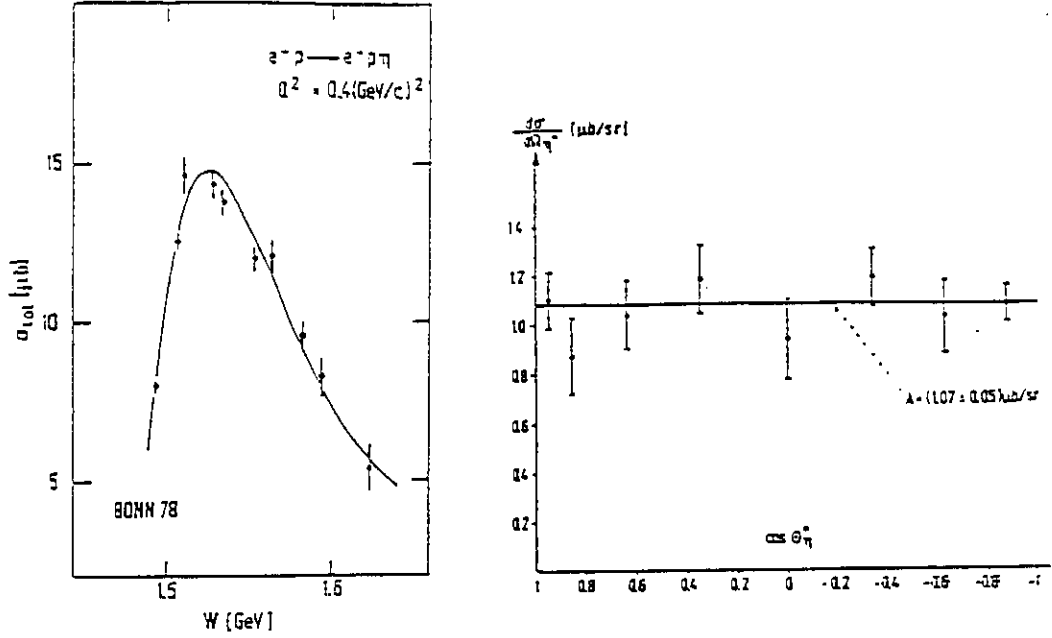 e⁻p — e⁻pη
Q² = 0.4(GeV/c)²
15
10
5
σtot [μb]
BONN 78
1.5
1.6
W [GeV]
dσ
dΩη* [μb/sr]
1.4
1.2
1.0
0.8
0.6
0.4
0.2
A = (1.07 ± 0.05) μb/sr
cos Θη*
1 0.8 0.6 0.4 0.2 0 -0.2 -0.4 -0.6 -0.8 -1